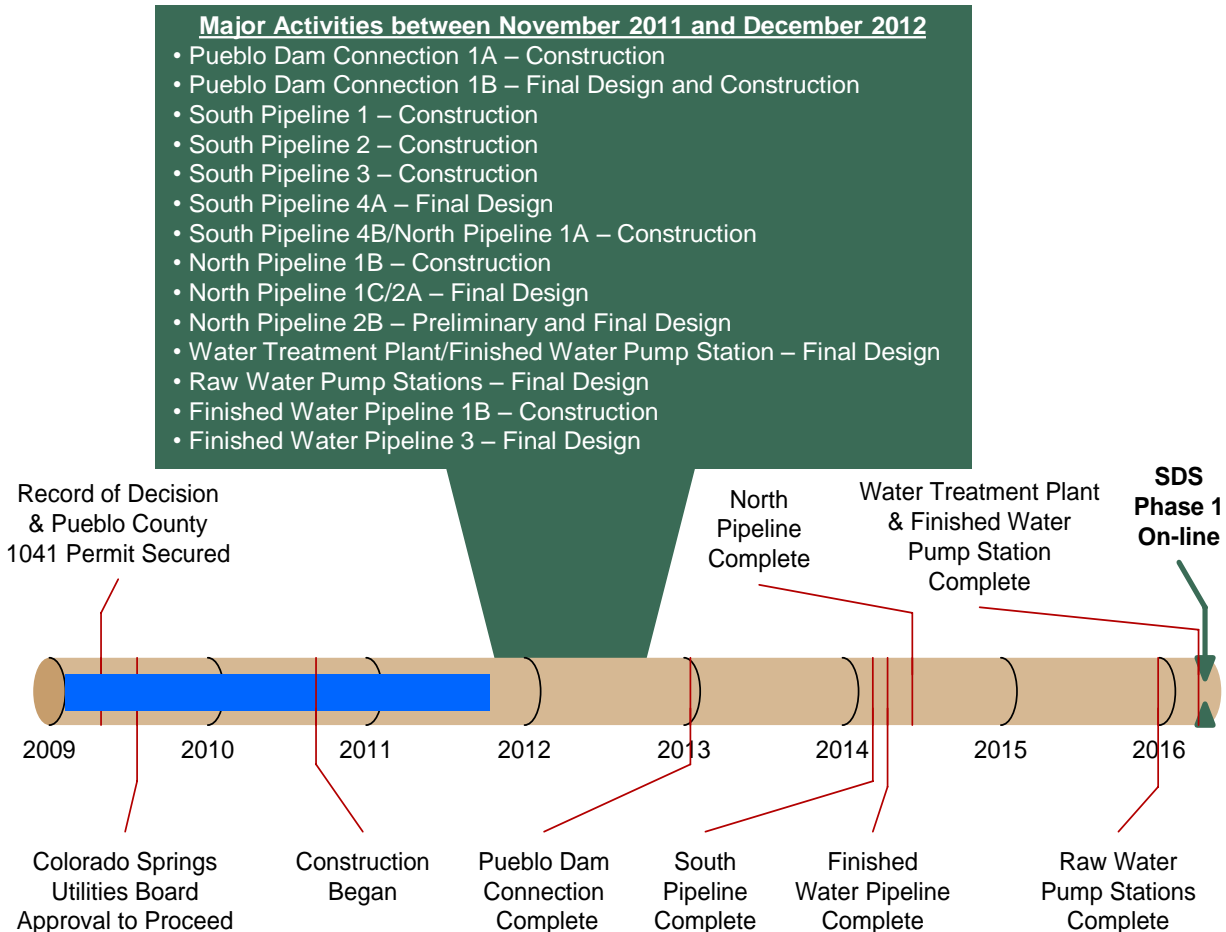 Major Activities between November 2011 and December 2012
• Pueblo Dam Connection 1A – Construction
• Pueblo Dam Connection 1B – Final Design and Construction
• South Pipeline 1 – Construction
• South Pipeline 2 – Construction
• South Pipeline 3 – Construction
• South Pipeline 4A – Final Design
• South Pipeline 4B/North Pipeline 1A – Construction
• North Pipeline 1B – Construction
• North Pipeline 1C/2A – Final Design
• North Pipeline 2B – Preliminary and Final Design
• Water Treatment Plant/Finished Water Pump Station – Final Design
• Raw Water Pump Stations – Final Design
• Finished Water Pipeline 1B – Construction
• Finished Water Pipeline 3 – Final Design
Record of Decision
& Pueblo County
1041 Permit Secured
North
Pipeline
Complete
Water Treatment Plant
& Finished Water
Pump Station
Complete
SDS
Phase 1
On-line
2009
2010
2011
2012
2013
2014
2015
2016
Colorado Springs
Utilities Board
Approval to Proceed
Construction
Began
Pueblo Dam
Connection
Complete
South
Pipeline
Complete
Finished
Water Pipeline
Complete
Raw Water
Pump Stations
Complete